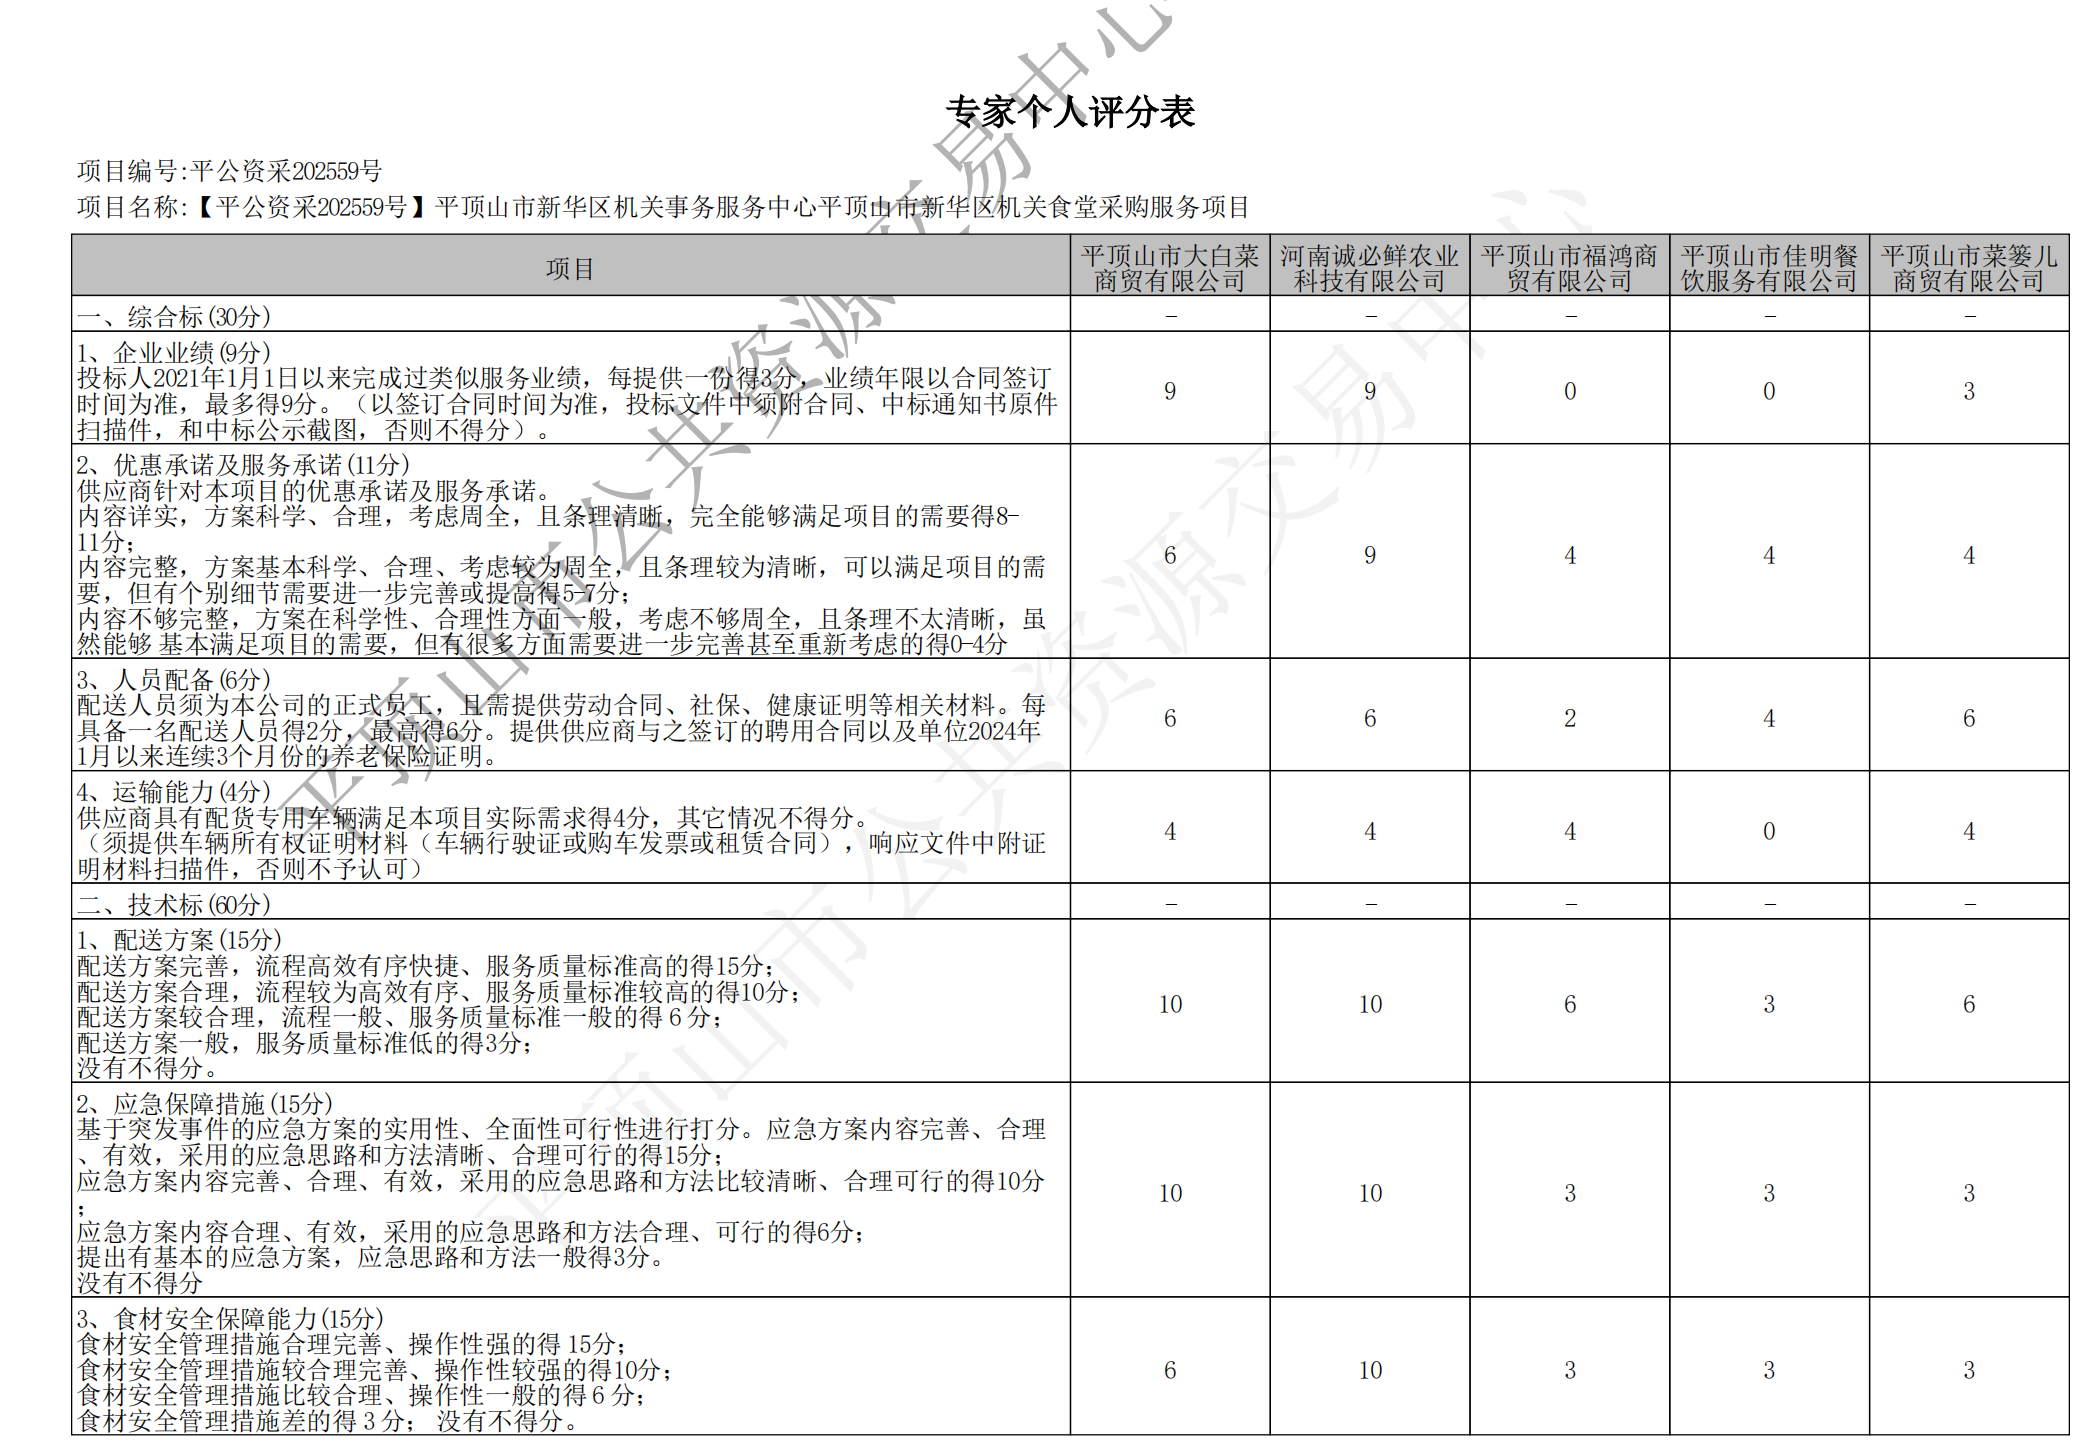 专家个人评分表
项目编号:平公资采202559号
项目名称:【平公资采202559号】平顶山市新华区机关事务服务中心平顶山市新华区机关食堂采购服务项目
项目 平顶山市大白菜商贸有限公司 河南诚必鲜农业科技有限公司 平顶山市福鸿商贸有限公司 平顶山市佳明餐饮服务有限公司 平顶山市菜篓儿商贸有限公司
一、综合标(30分) - - - - -
1、企业业绩(9分)
投标人2021年1月1日以来完成过类似服务业绩，每提供一份得3分，业绩年限以合同签订
时间为准，最多得9分。（以签订合同时间为准，投标文件中须附合同、中标通知书原件
扫描件，和中标公示截图，否则不得分）。
9 9 0 0 3
2、优惠承诺及服务承诺(11分)
供应商针对本项目的优惠承诺及服务承诺。
内容详实，方案科学、合理，考虑周全，且条理清晰，完全能够满足项目的需要得8-
11分；
内容完整，方案基本科学、合理、考虑较为周全，且条理较为清晰，可以满足项目的需
要，但有个别细节需要进一步完善或提高得5-7分；
内容不够完整，方案在科学性、合理性方面一般，考虑不够周全，且条理不太清晰，虽
然能够 基本满足项目的需要，但有很多方面需要进一步完善甚至重新考虑的得0-4分
6 9 4 4 4
3、人员配备(6分)
配送人员须为本公司的正式员工，且需提供劳动合同、社保、健康证明等相关材料。每
具备一名配送人员得2分，最高得6分。提供供应商与之签订的聘用合同以及单位2024年
1月以来连续3个月份的养老保险证明。
6 6 2 4 6
4、运输能力(4分)
供应商具有配货专用车辆满足本项目实际需求得4分，其它情况不得分。
（须提供车辆所有权证明材料（车辆行驶证或购车发票或租赁合同），响应文件中附证
明材料扫描件，否则不予认可）
4 4 4 0 4
二、技术标(60分) - - - - -
1、配送方案(15分)
配送方案完善，流程高效有序快捷、服务质量标准高的得15分；
配送方案合理，流程较为高效有序、服务质量标准较高的得10分；
配送方案较合理，流程一般、服务质量标准一般的得 6 分；
配送方案一般，服务质量标准低的得3分；
没有不得分。
10 10 6 3 6
2、应急保障措施(15分)
基于突发事件的应急方案的实用性、全面性可行性进行打分。应急方案内容完善、合理
、有效，采用的应急思路和方法清晰、合理可行的得15分；
应急方案内容完善、合理、有效，采用的应急思路和方法比较清晰、合理可行的得10分
；
应急方案内容合理、有效，采用的应急思路和方法合理、可行的得6分；
提出有基本的应急方案，应急思路和方法一般得3分。
没有不得分
10 10 3 3 3
3、食材安全保障能力(15分)
食材安全管理措施合理完善、操作性强的得 15分；
食材安全管理措施较合理完善、操作性较强的得10分；
食材安全管理措施比较合理、操作性一般的得 6 分；
食材安全管理措施差的得 3 分； 没有不得分。
6 10 3 3 3
平顶山市公共资源交易中心
平顶山市公共资源交易中心